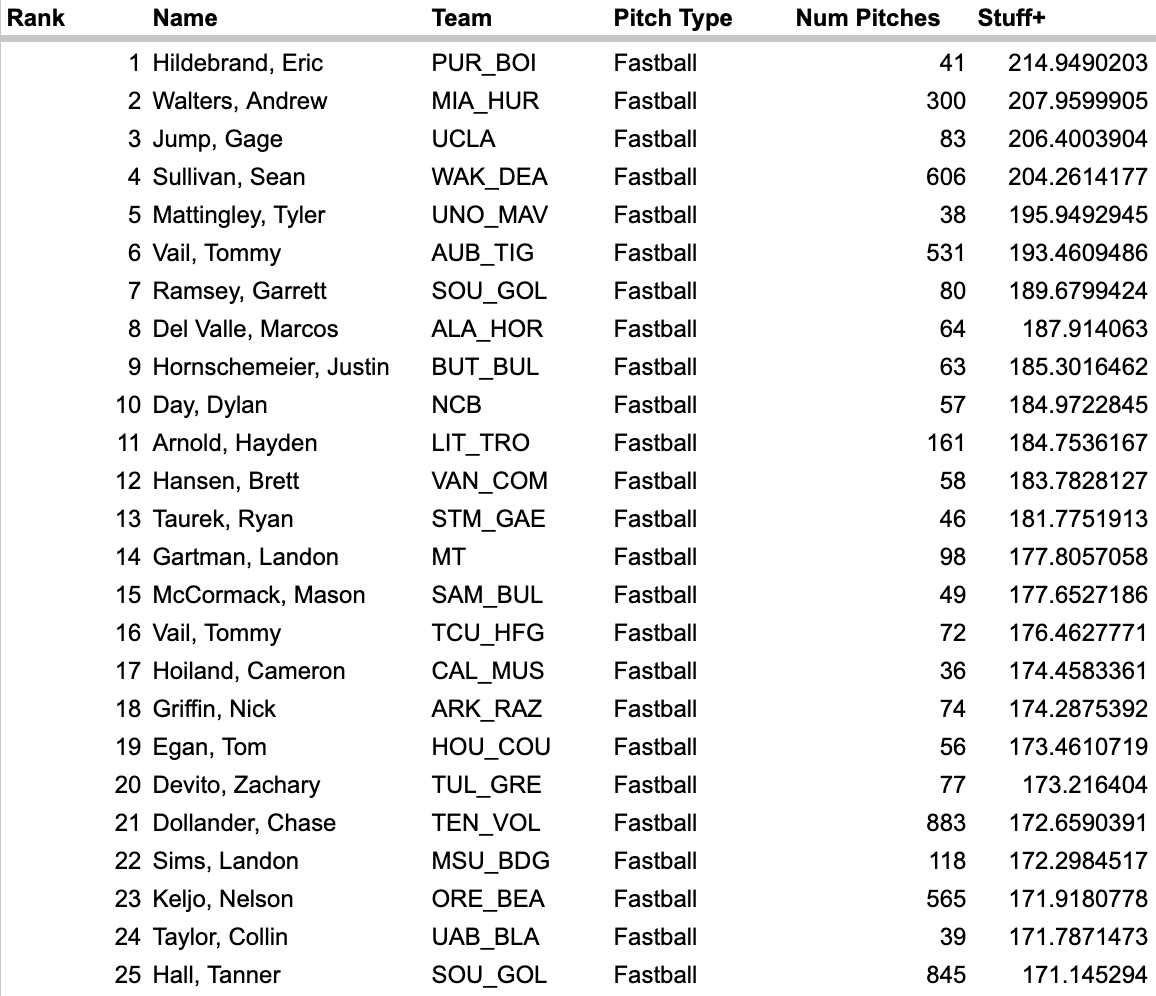 Rank Name Team Pitch Type Num Pitches Stuff+
1 Hildebrand, Eric PUR_BOI Fastball 41 214.9490203
2 Walters, Andrew MIA_HUR Fastball 300 207.9599905
3 Jump, Gage UCLA Fastball 83 206.4003904
4 Sullivan, Sean WAK_DEA Fastball 606 204.2614177
5 Mattingley, Tyler UNO_MAV Fastball 38 195.9492945
6 Vail, Tommy AUB_TIG Fastball 531 193.4609486
7 Ramsey, Garrett SOU_GOL Fastball 80 189.6799424
8 Del Valle, Marcos ALA_HOR Fastball 64 187.914063
9 Hornschemeier, Justin BUT_BUL Fastball 63 185.3016462
10 Day, Dylan NCB Fastball 57 184.9722845
11 Arnold, Hayden LIT_TRO Fastball 161 184.7536167
12 Hansen, Brett VAN_COM Fastball 58 183.7828127
13 Taurek, Ryan STM_GAE Fastball 46 181.7751913
14 Gartman, Landon MT Fastball 98 177.8057058
15 McCormack, Mason SAM_BUL Fastball 49 177.6527186
16 Vail, Tommy TCU_HFG Fastball 72 176.4627771
17 Hoiland, Cameron CAL_MUS Fastball 36 174.4583361
18 Griffin, Nick ARK_RAZ Fastball 74 174.2875392
19 Egan, Tom HOU_COU Fastball 56 173.4610719
20 Devito, Zachary TUL_GRE Fastball 77 173.216404
21 Dollander, Chase TEN_VOL Fastball 883 172.6590391
22 Sims, Landon MSU_BDG Fastball 118 172.2984517
23 Keljo, Nelson ORE_BEA Fastball 565 171.9180778
24 Taylor, Collin UAB_BLA Fastball 39 171.7871473
25 Hall, Tanner SOU_GOL Fastball 845 171.145294